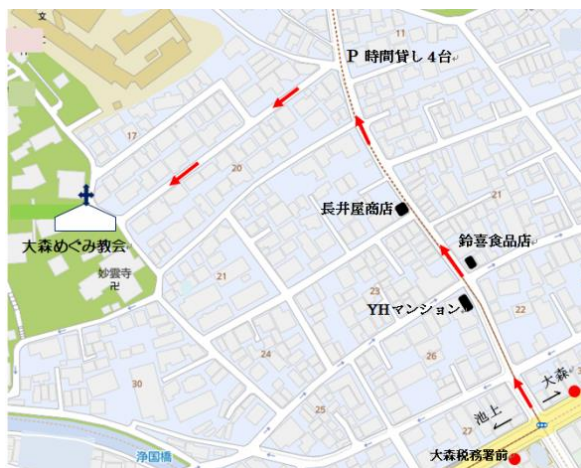 文
11
P 時間貸し 4台
17
20
長井屋商店
21
鈴喜食品店
大森めぐみ教会
妙雲寺
卍
21
23
YHマンション
22
24
26
30
大森
25
池上
27
浄国橋
大森税務署前